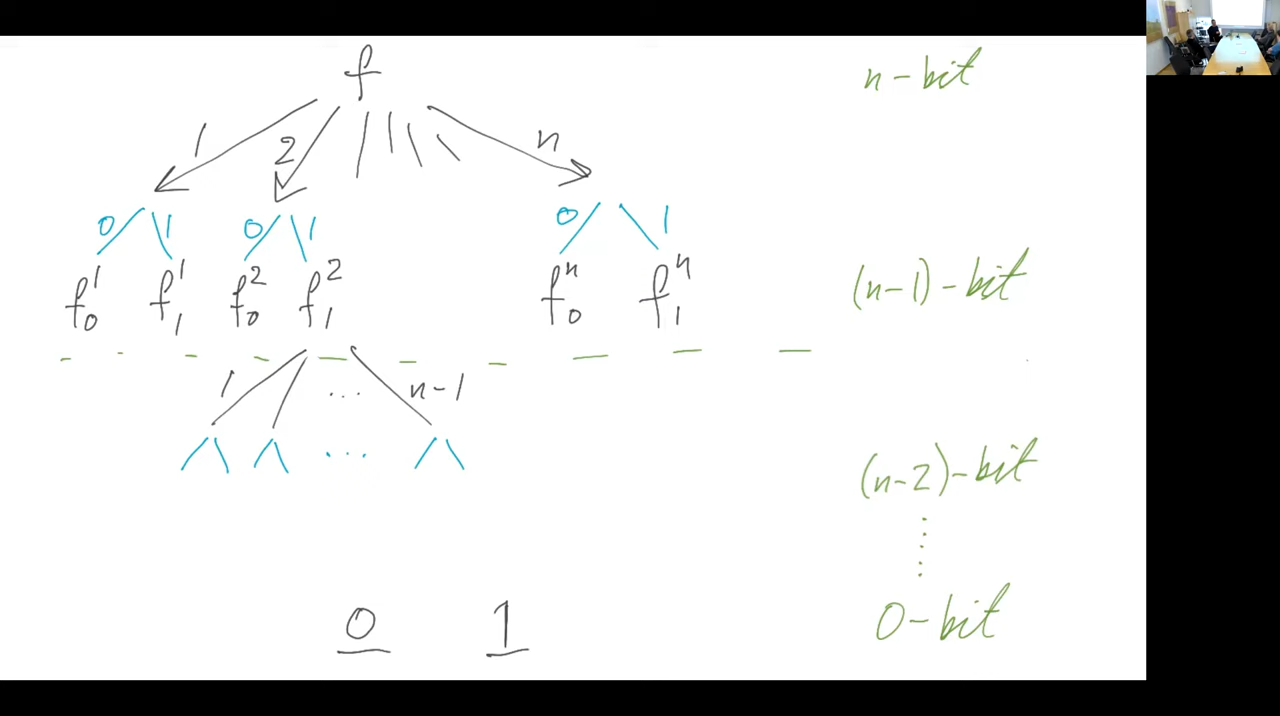 f n-bit
1 2 n
0 1 0 1 0 1
f₀¹ f₁¹ f₀² f₁² f₀ⁿ f₁ⁿ (n-1)-bit
1 ... n-1
... (n-2)-bit
0 1 0-bit